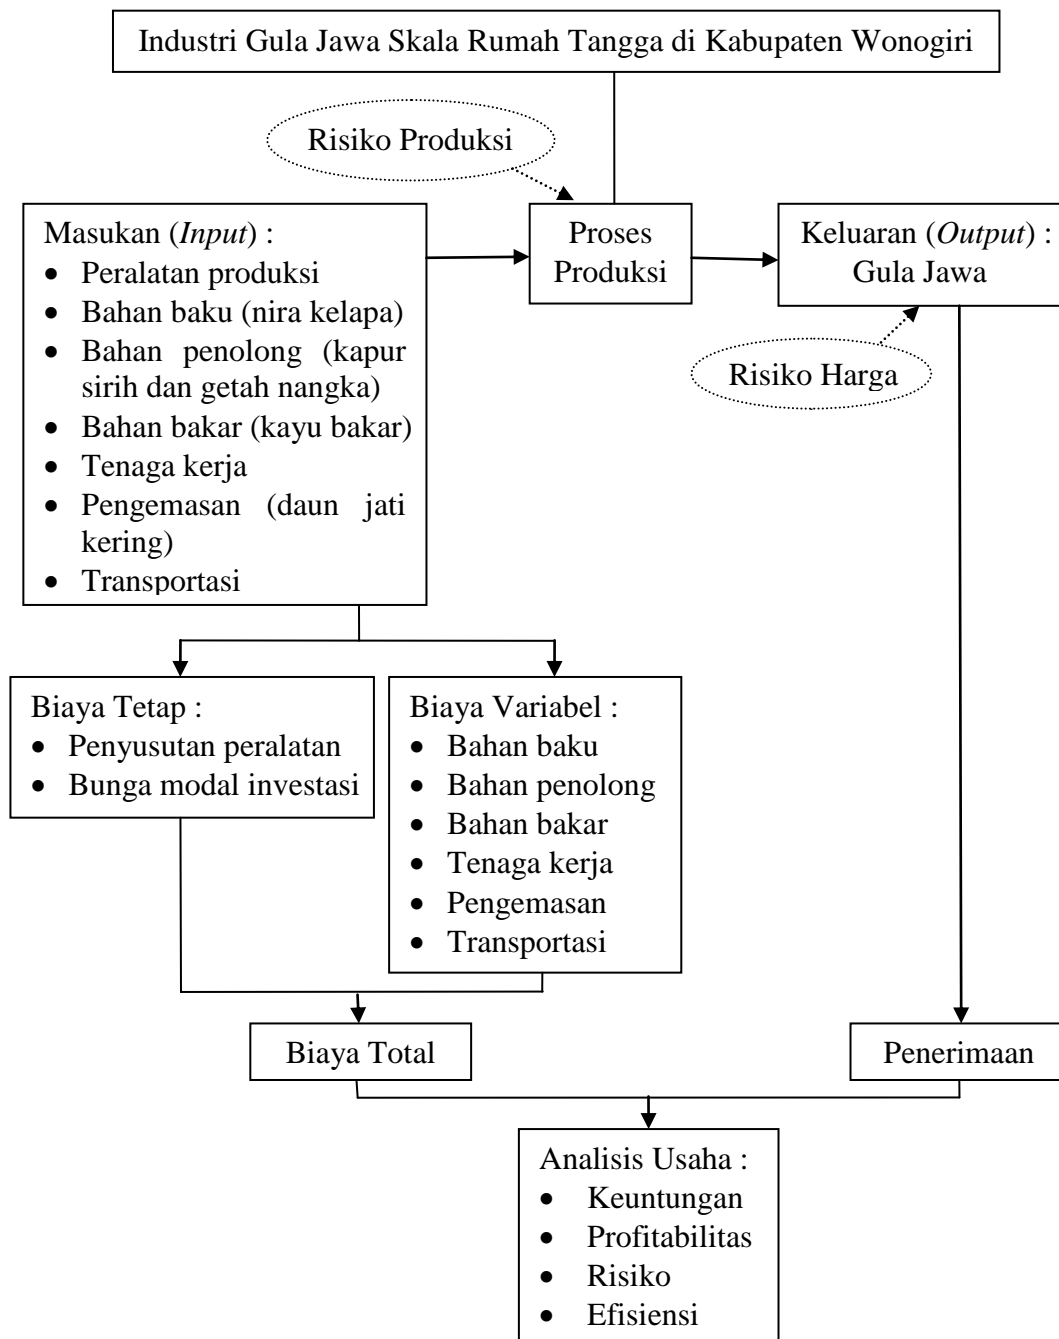 Industri Gula Jawa Skala Rumah Tangga di Kabupaten Wonogiri
Risiko Produksi
Masukan (Input) :
• Peralatan produksi
• Bahan baku (nira kelapa)
• Bahan penolong (kapur
sirih dan getah nangka)
• Bahan bakar (kayu bakar)
• Tenaga kerja
• Pengemasan (daun jati
kering)
• Transportasi
Proses
Produksi
Keluaran (Output) :
Gula Jawa
Risiko Harga
Biaya Tetap :
• Penyusutan peralatan
• Bunga modal investasi
Biaya Variabel :
• Bahan baku
• Bahan penolong
• Bahan bakar
• Tenaga kerja
• Pengemasan
• Transportasi
Biaya Total
Penerimaan
Analisis Usaha :
• Keuntungan
• Profitabilitas
• Risiko
• Efisiensi